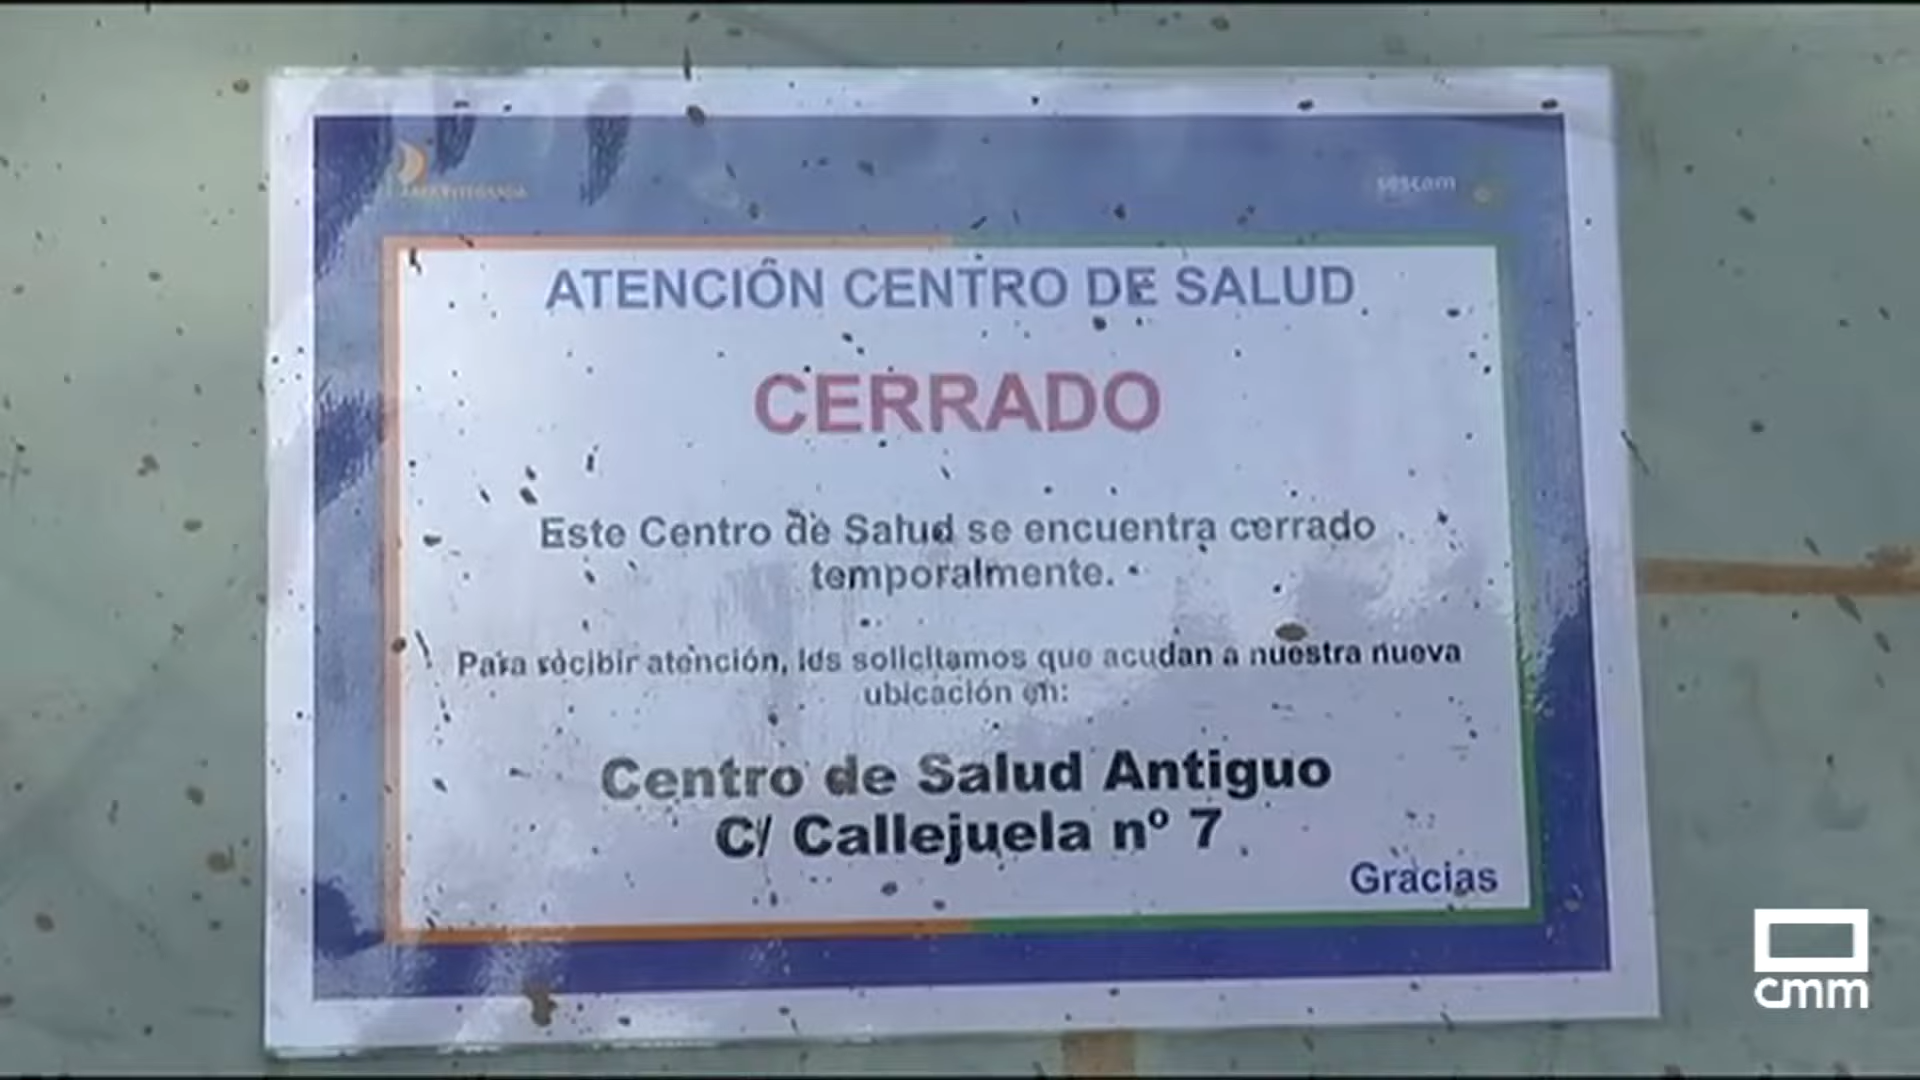 sescam
ATENCIÓN CENTRO DE SALUD
CERRADO
Este Centro de Salud se encuentra cerrado
temporalmente.
Para recibir atención, les solicitamos que acudan a nuestra nueva
ubicación en:
Centro de Salud Antiguo
C/ Callejuela nº 7
Gracias
cmm